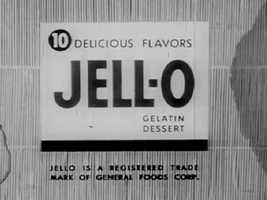 10 DELICIOUS FLAVORS
JELL-O
GELATIN
DESSERT
JELLO IS A REGISTERED TRADE
MARK OF GENERAL FOODS CORP.